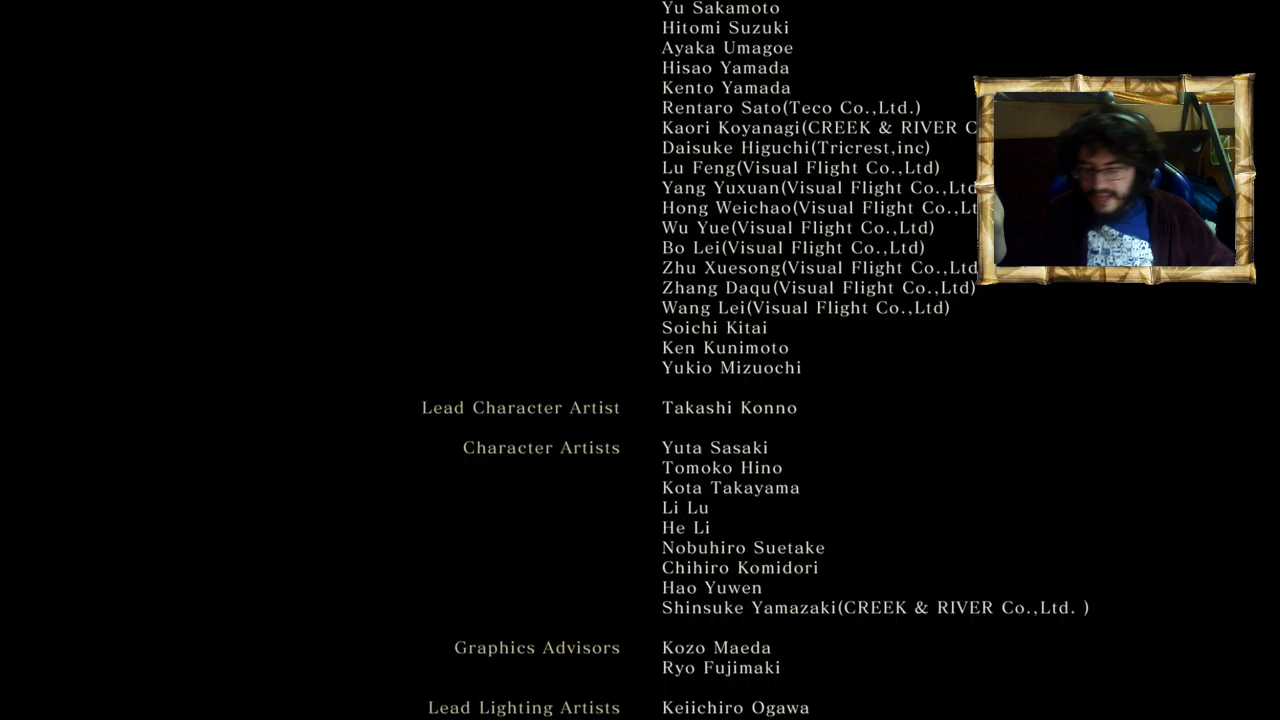 Yu Sakamoto
Hitomi Suzuki
Ayaka Umagoe
Hisao Yamada
Kento Yamada
Rentaro Sato(Teco Co.,Ltd.)
Kaori Koyanagi(CREEK & RIVER C
Daisuke Higuchi(Tricrest,inc)
Lu Feng(Visual Flight Co.,Ltd)
Yang Yuxuan(Visual Flight Co.,Ltd
Hong Weichao(Visual Flight Co.,Lt
Wu Yue(Visual Flight Co.,Ltd)
Bo Lei(Visual Flight Co.,Ltd)
Zhu Xuesong(Visual Flight Co.,Ltd
Zhang Daqu(Visual Flight Co.,Ltd)
Wang Lei(Visual Flight Co.,Ltd)
Soichi Kitai
Ken Kunimoto
Yukio Mizuochi
Lead Character Artist Takashi Konno
Character Artists Yuta Sasaki
Tomoko Hino
Kota Takayama
Li Lu
He Li
Nobuhiro Suetake
Chihiro Komidori
Hao Yuwen
Shinsuke Yamazaki(CREEK & RIVER Co.,Ltd. )
Graphics Advisors Kozo Maeda
Ryo Fujimaki
Lead Lighting Artists Keiichiro Ogawa